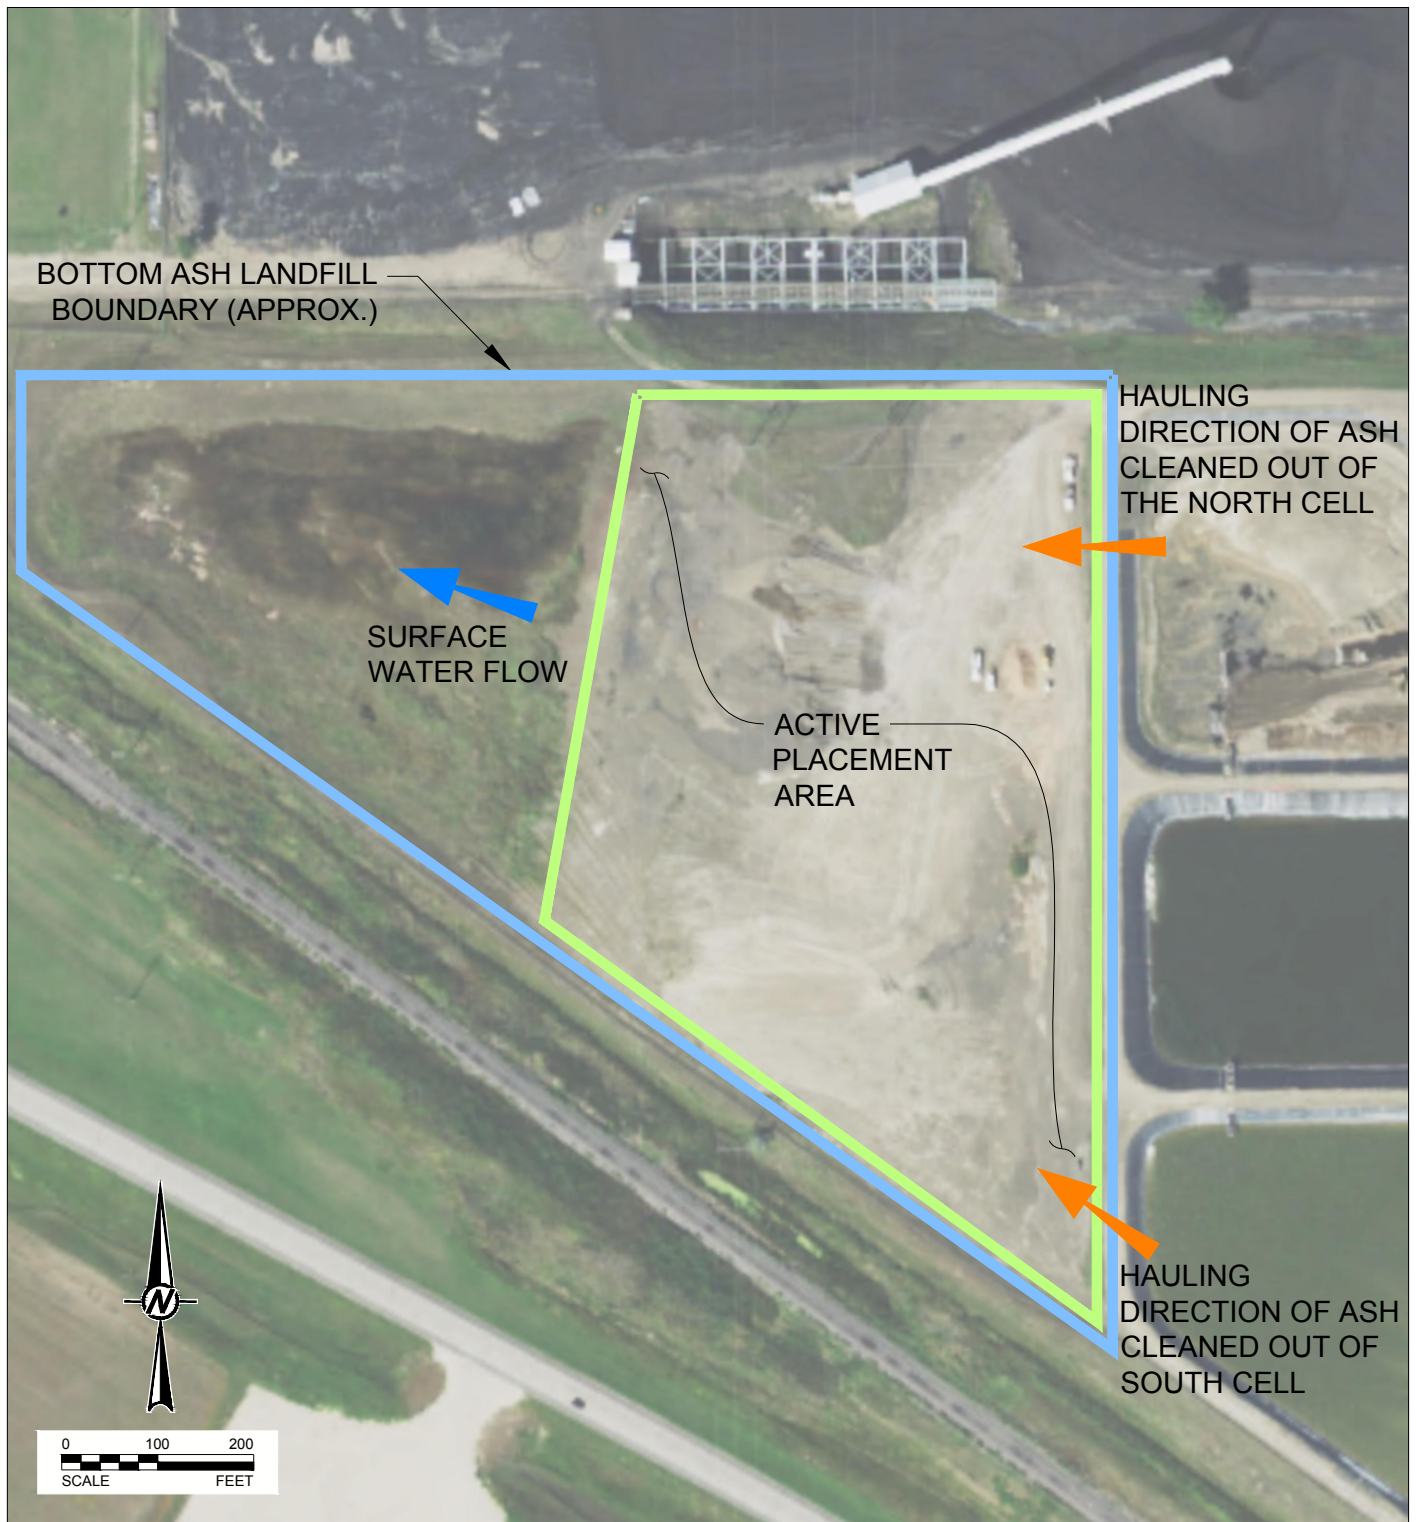 BOTTOM ASH LANDFILL
BOUNDARY (APPROX.)
HAULING
DIRECTION OF ASH
CLEANED OUT OF
THE NORTH CELL
SURFACE
WATER FLOW
ACTIVE
PLACEMENT
AREA
HAULING
DIRECTION OF ASH
CLEANED OUT OF
SOUTH CELL
N
0 100 200
SCALE FEET